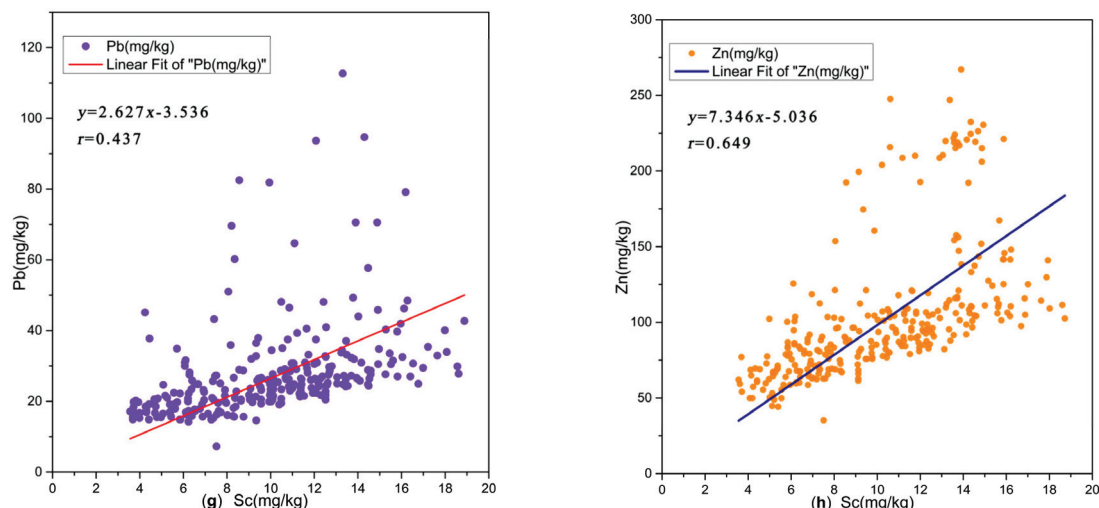 Pb(mg/kg)
Linear Fit of "Pb(mg/kg)"
y=2.627x-3.536
r=0.437
Pb(mg/kg)
120
100
80
60
40
20
0
0 2 4 6 8 10 12 14 16 18 20
(g) Sc(mg/kg)
Zn(mg/kg)
Linear Fit of "Zn(mg/kg)"
y=7.346x-5.036
r=0.649
Zn(mg/kg)
300
250
200
150
100
50
0
0 2 4 6 8 10 12 14 16 18 20
(h) Sc(mg/kg)